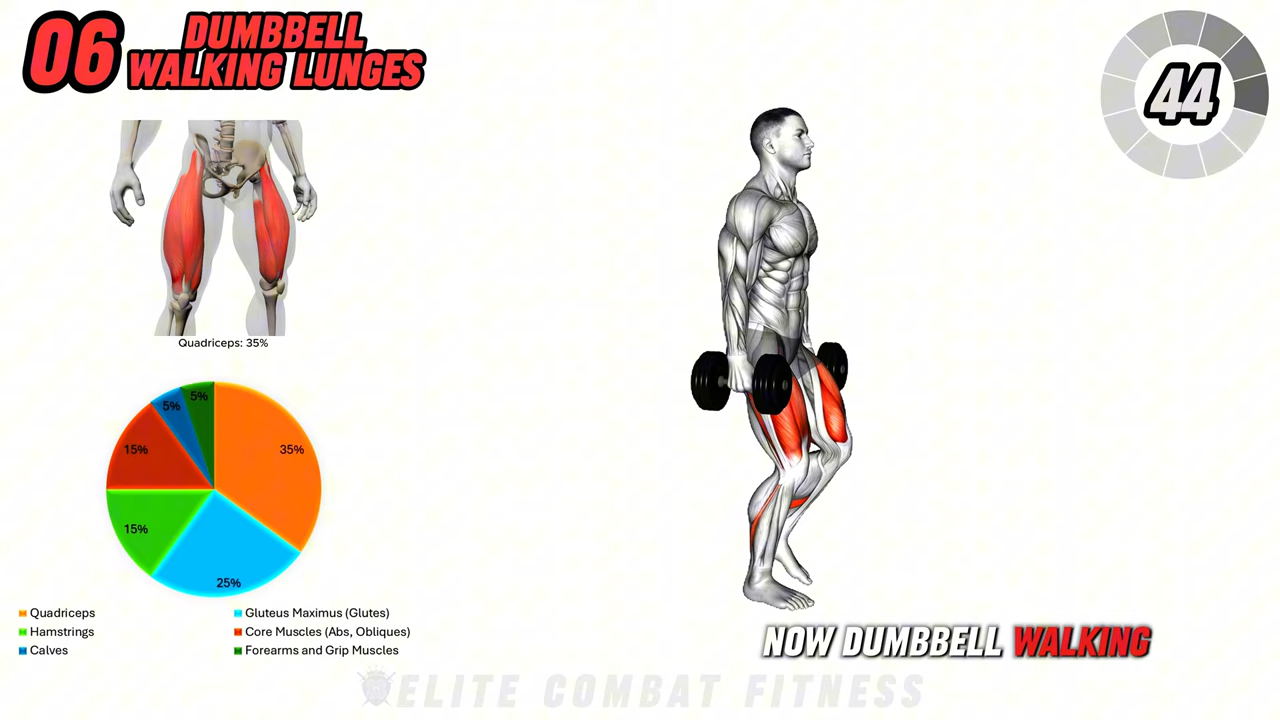 06
DUMBBELL
WALKING LUNGES
44
Quadriceps: 35%
5%
5%
35%
15%
15%
25%
Quadriceps
Gluteus Maximus (Glutes)
Hamstrings
Core Muscles (Abs, Obliques)
Calves
Forearms and Grip Muscles
NOW DUMBBELL WALKING
ELITE COMBAT FITNESS